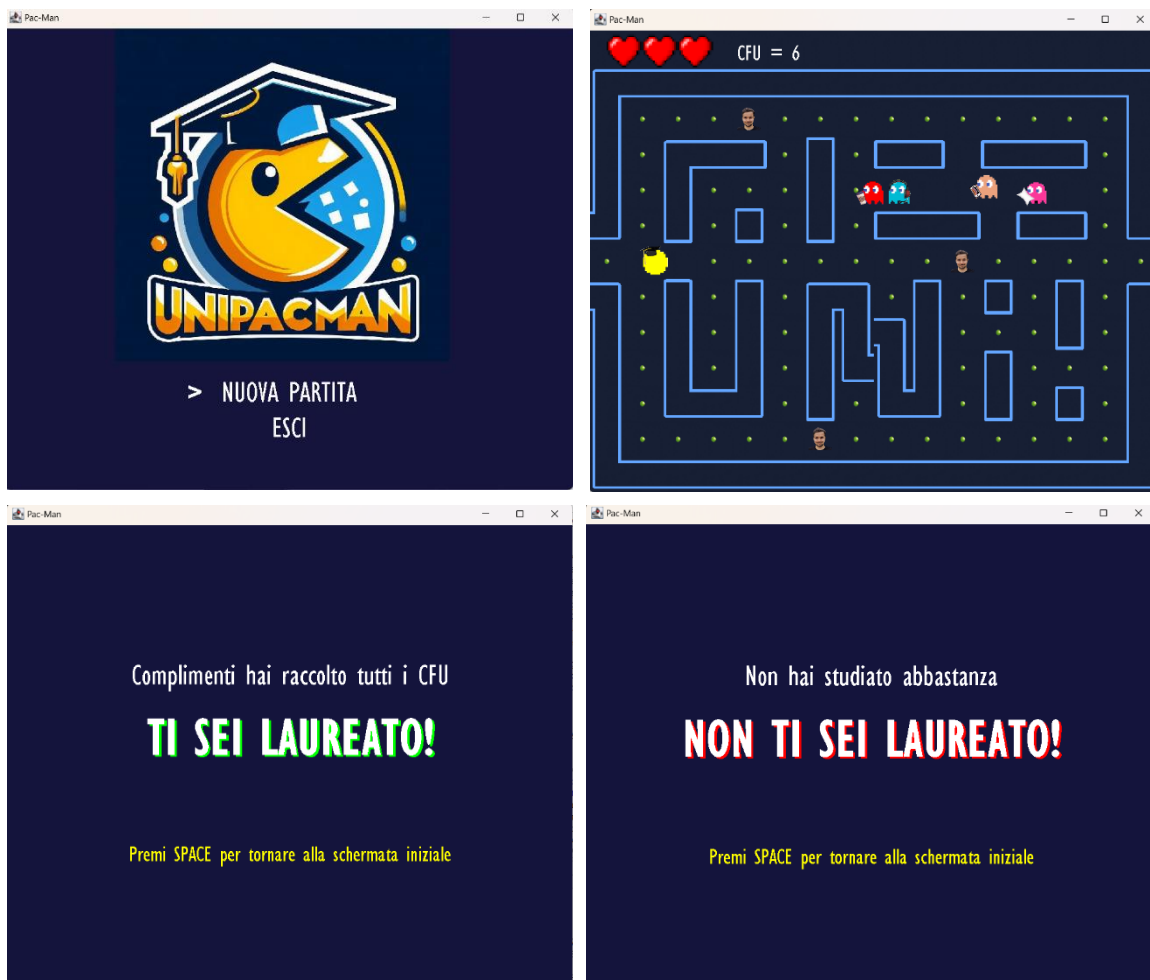 Pac-Man
UNIPACMAN
> NUOVA PARTITA
ESCI
Pac-Man
CFU = 6
Pac-Man
Complimenti hai raccolto tutti i CFU
TI SEI LAUREATO!
Premi SPACE per tornare alla schermata iniziale
Pac-Man
Non hai studiato abbastanza
NON TI SEI LAUREATO!
Premi SPACE per tornare alla schermata iniziale